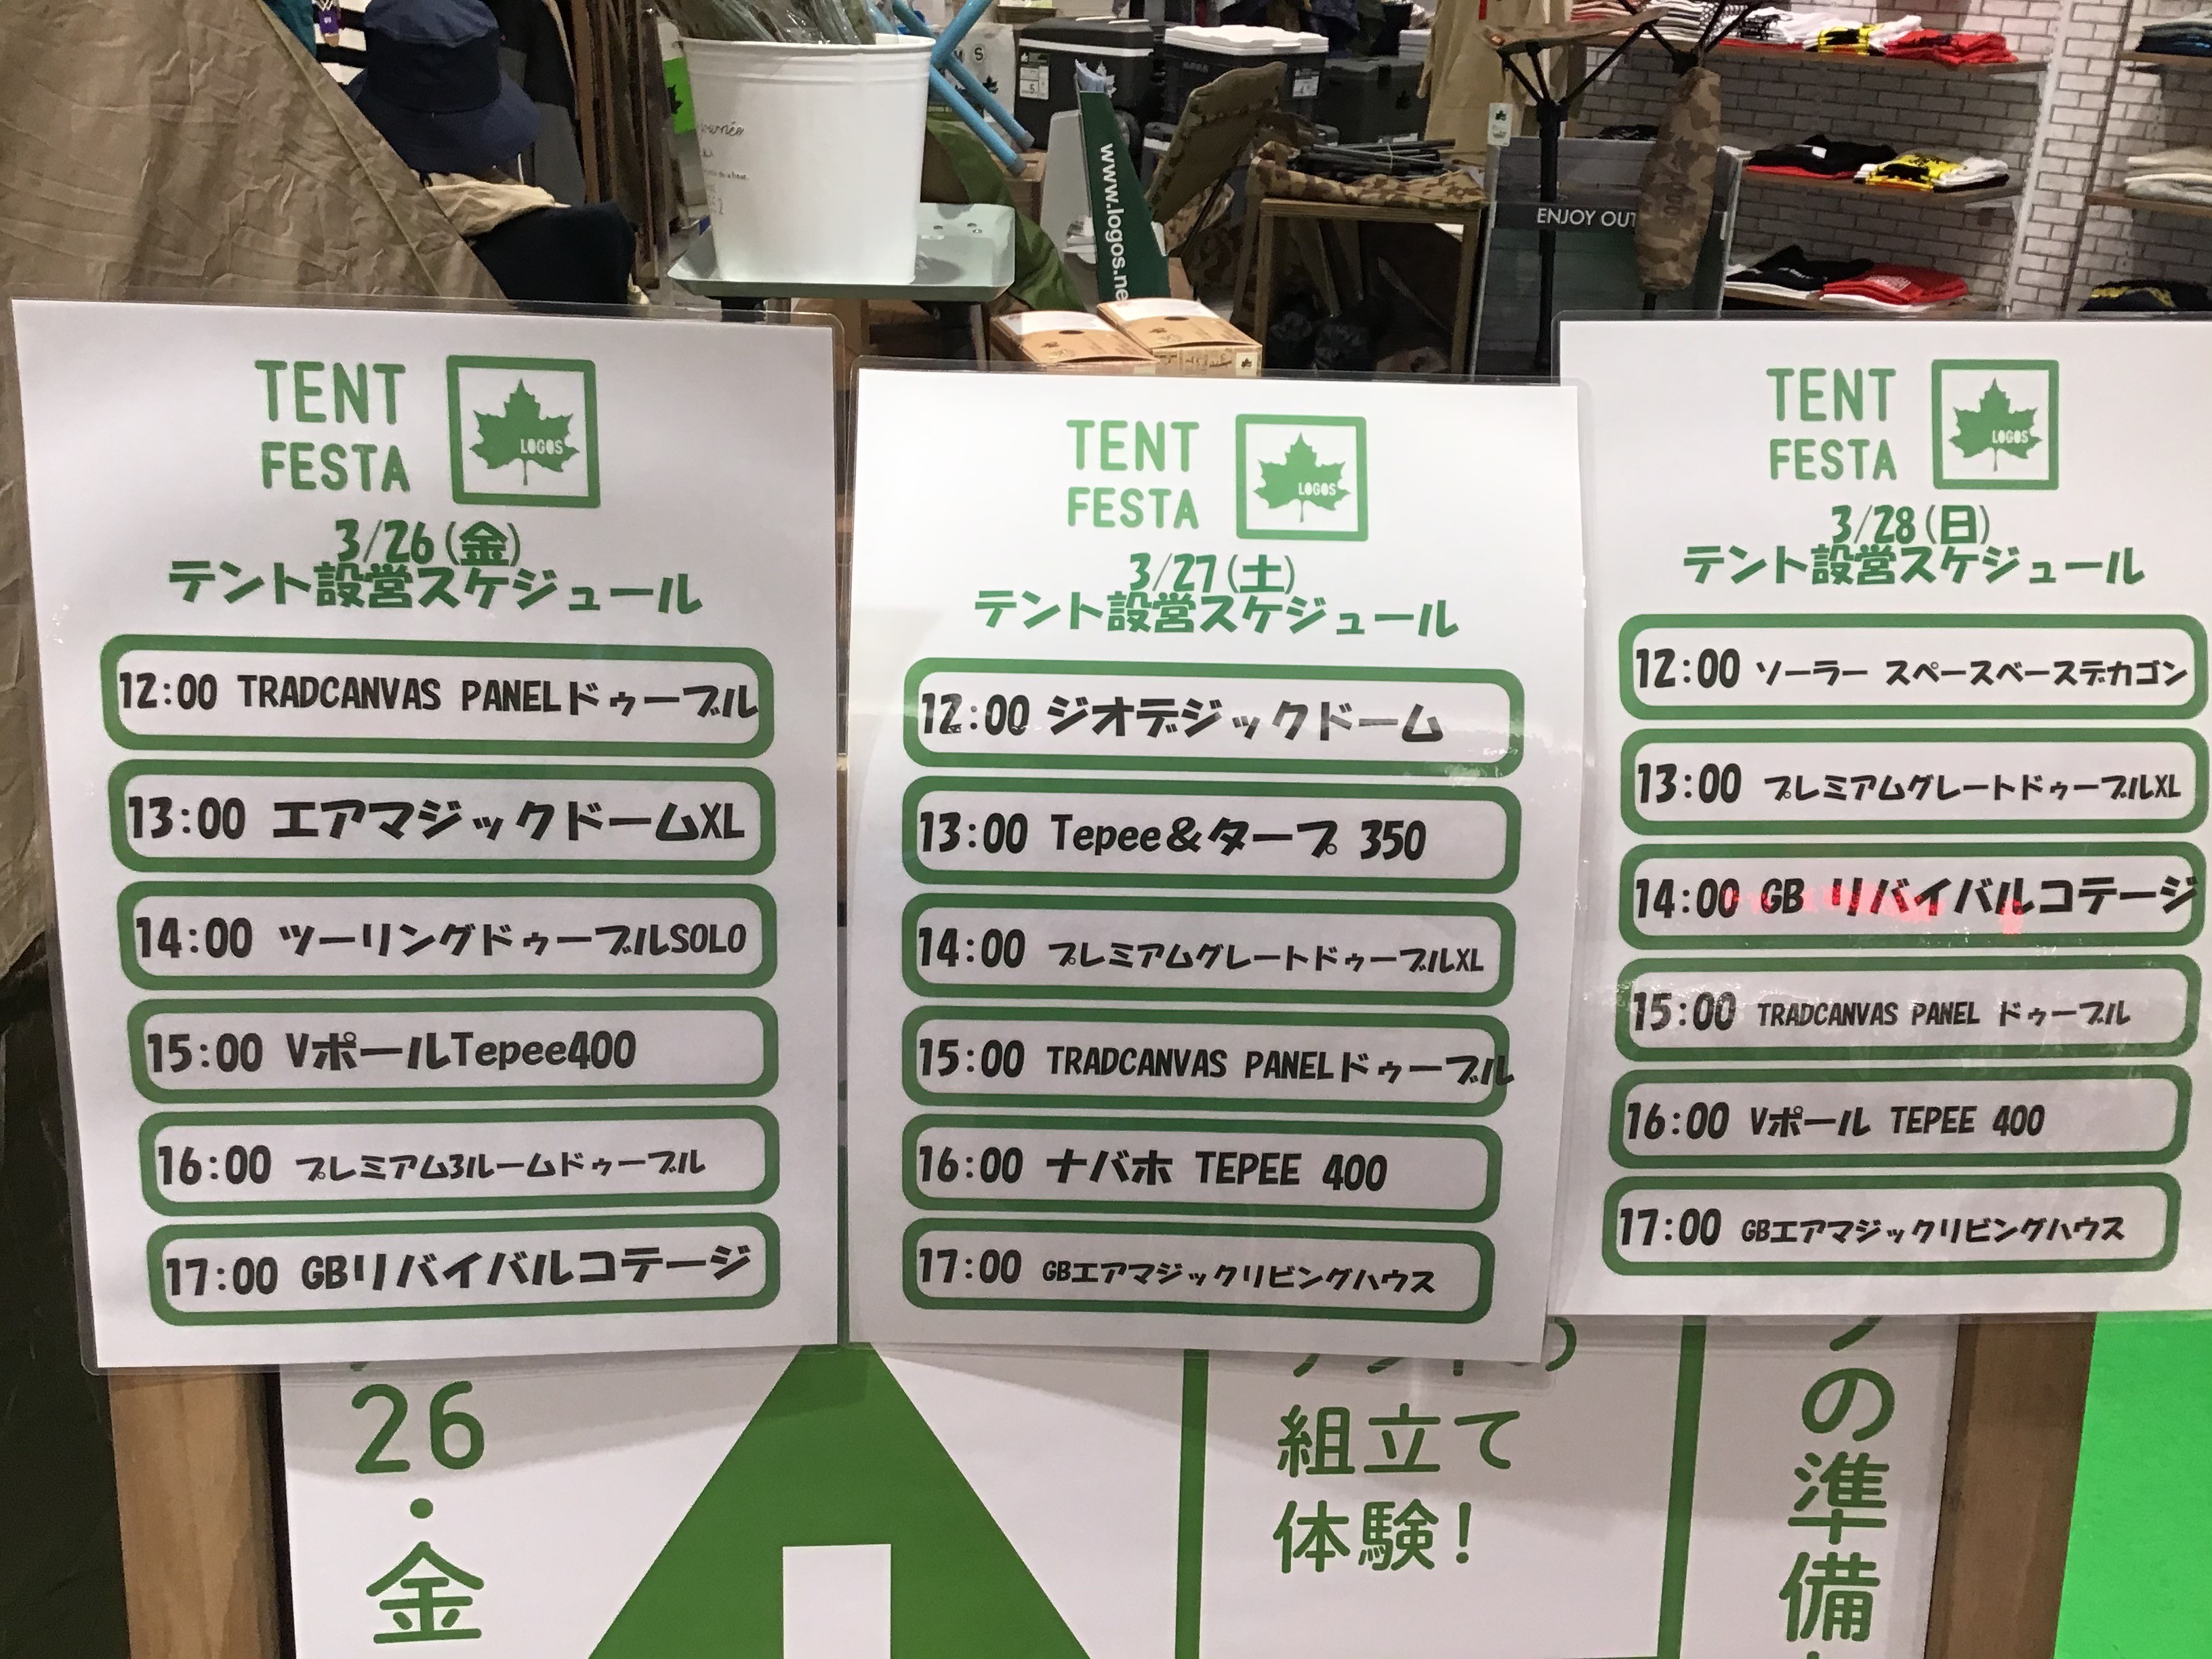 www.logos.ne
ENJOY OUT
TENT
FESTA
LOGOS
3/26(金)
テント設営スケジュール
12:00 TRADCANVAS PANELドゥーブル
13:00 エアマジックドームXL
14:00 ツーリングドゥーブルSOLO
15:00 VポールTepee400
16:00 プレミアム3ルームドゥーブル
17:00 GBリバイバルコテージ
TENT
FESTA
LOGOS
3/27(土)
テント設営スケジュール
12:00 ジオデジックドーム
13:00 Tepee&タープ 350
14:00 プレミアムグレートドゥーブルXL
15:00 TRADCANVAS PANELドゥーブル
16:00 ナバホ TEPEE 400
17:00 GBエアマジックリビングハウス
TENT
FESTA
LOGOS
3/28(日)
テント設営スケジュール
12:00 ソーラー スペースベースデカゴン
13:00 プレミアムグレートドゥーブルXL
14:00 GB リバイバルコテージ
15:00 TRADCANVAS PANEL ドゥーブル
16:00 Vポール TEPEE 400
17:00 GBエアマジックリビングハウス
26・金
組立て
体験!
の準備